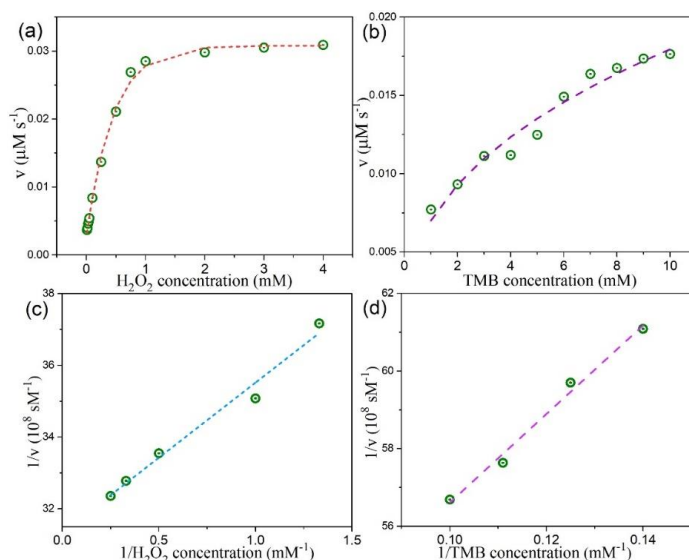 (a)
0.03
0.02
0.01
0.00
v (μM s⁻¹)
0 1 2 3 4
H₂O₂ concentration (mM)
(b)
0.020
0.015
0.010
0.005
v (μM s⁻¹)
2 4 6 8 10
TMB concentration (mM)
(c)
38
36
34
32
1/v (10⁸ sM⁻¹)
0.0 0.5 1.0 1.5
1/H₂O₂ concentration (mM⁻¹)
(d)
62
60
58
56
1/v (10⁸ sM⁻¹)
0.10 0.12 0.14
1/TMB concentration (mM⁻¹)